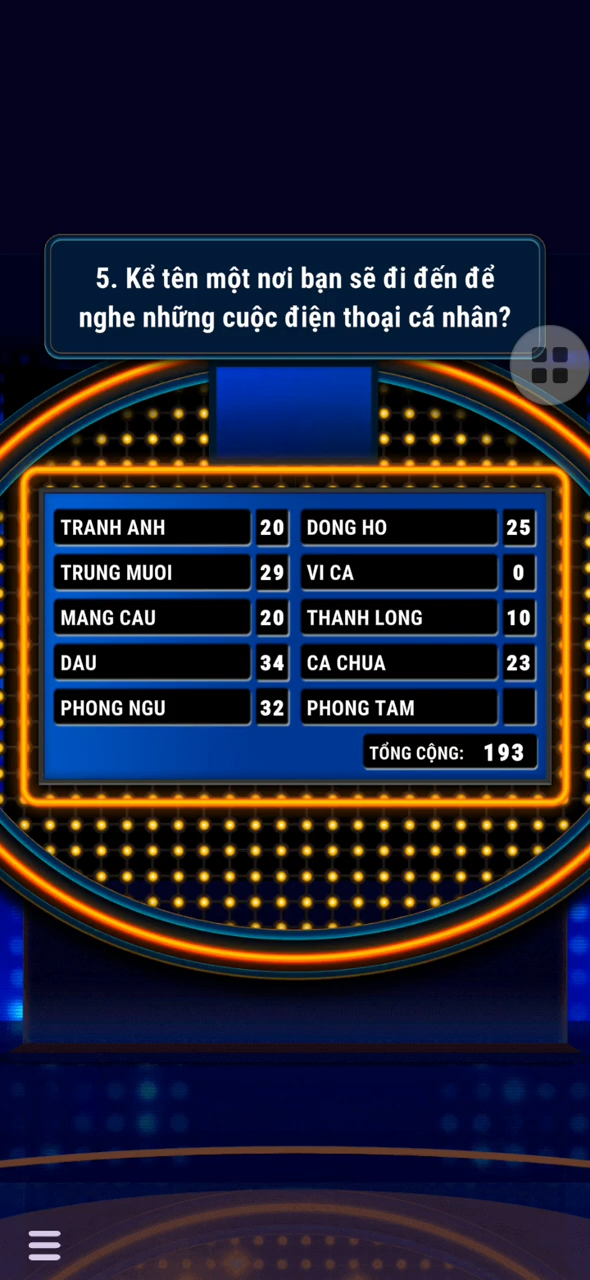 5. Kể tên một nơi bạn sẽ đi đến để
nghe những cuộc điện thoại cá nhân?
TRANH ANH 20
TRUNG MUOI 29
MANG CAU 20
DAU 34
PHONG NGU 32
DONG HO 25
VI CA 0
THANH LONG 10
CA CHUA 23
PHONG TAM
TỔNG CỘNG: 193